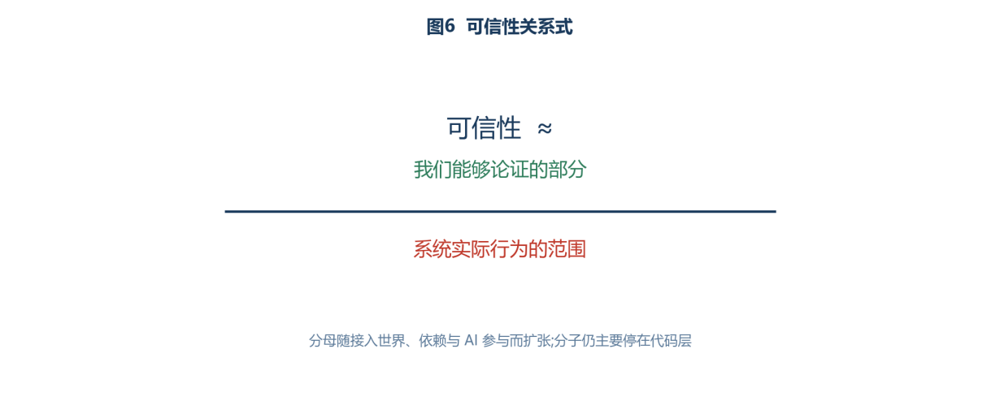 图6 可信性关系式
可信性 ≈
我们能够论证的部分
系统实际行为的范围
分母随接入世界、依赖与 AI 参与而扩张;分子仍主要停在代码层